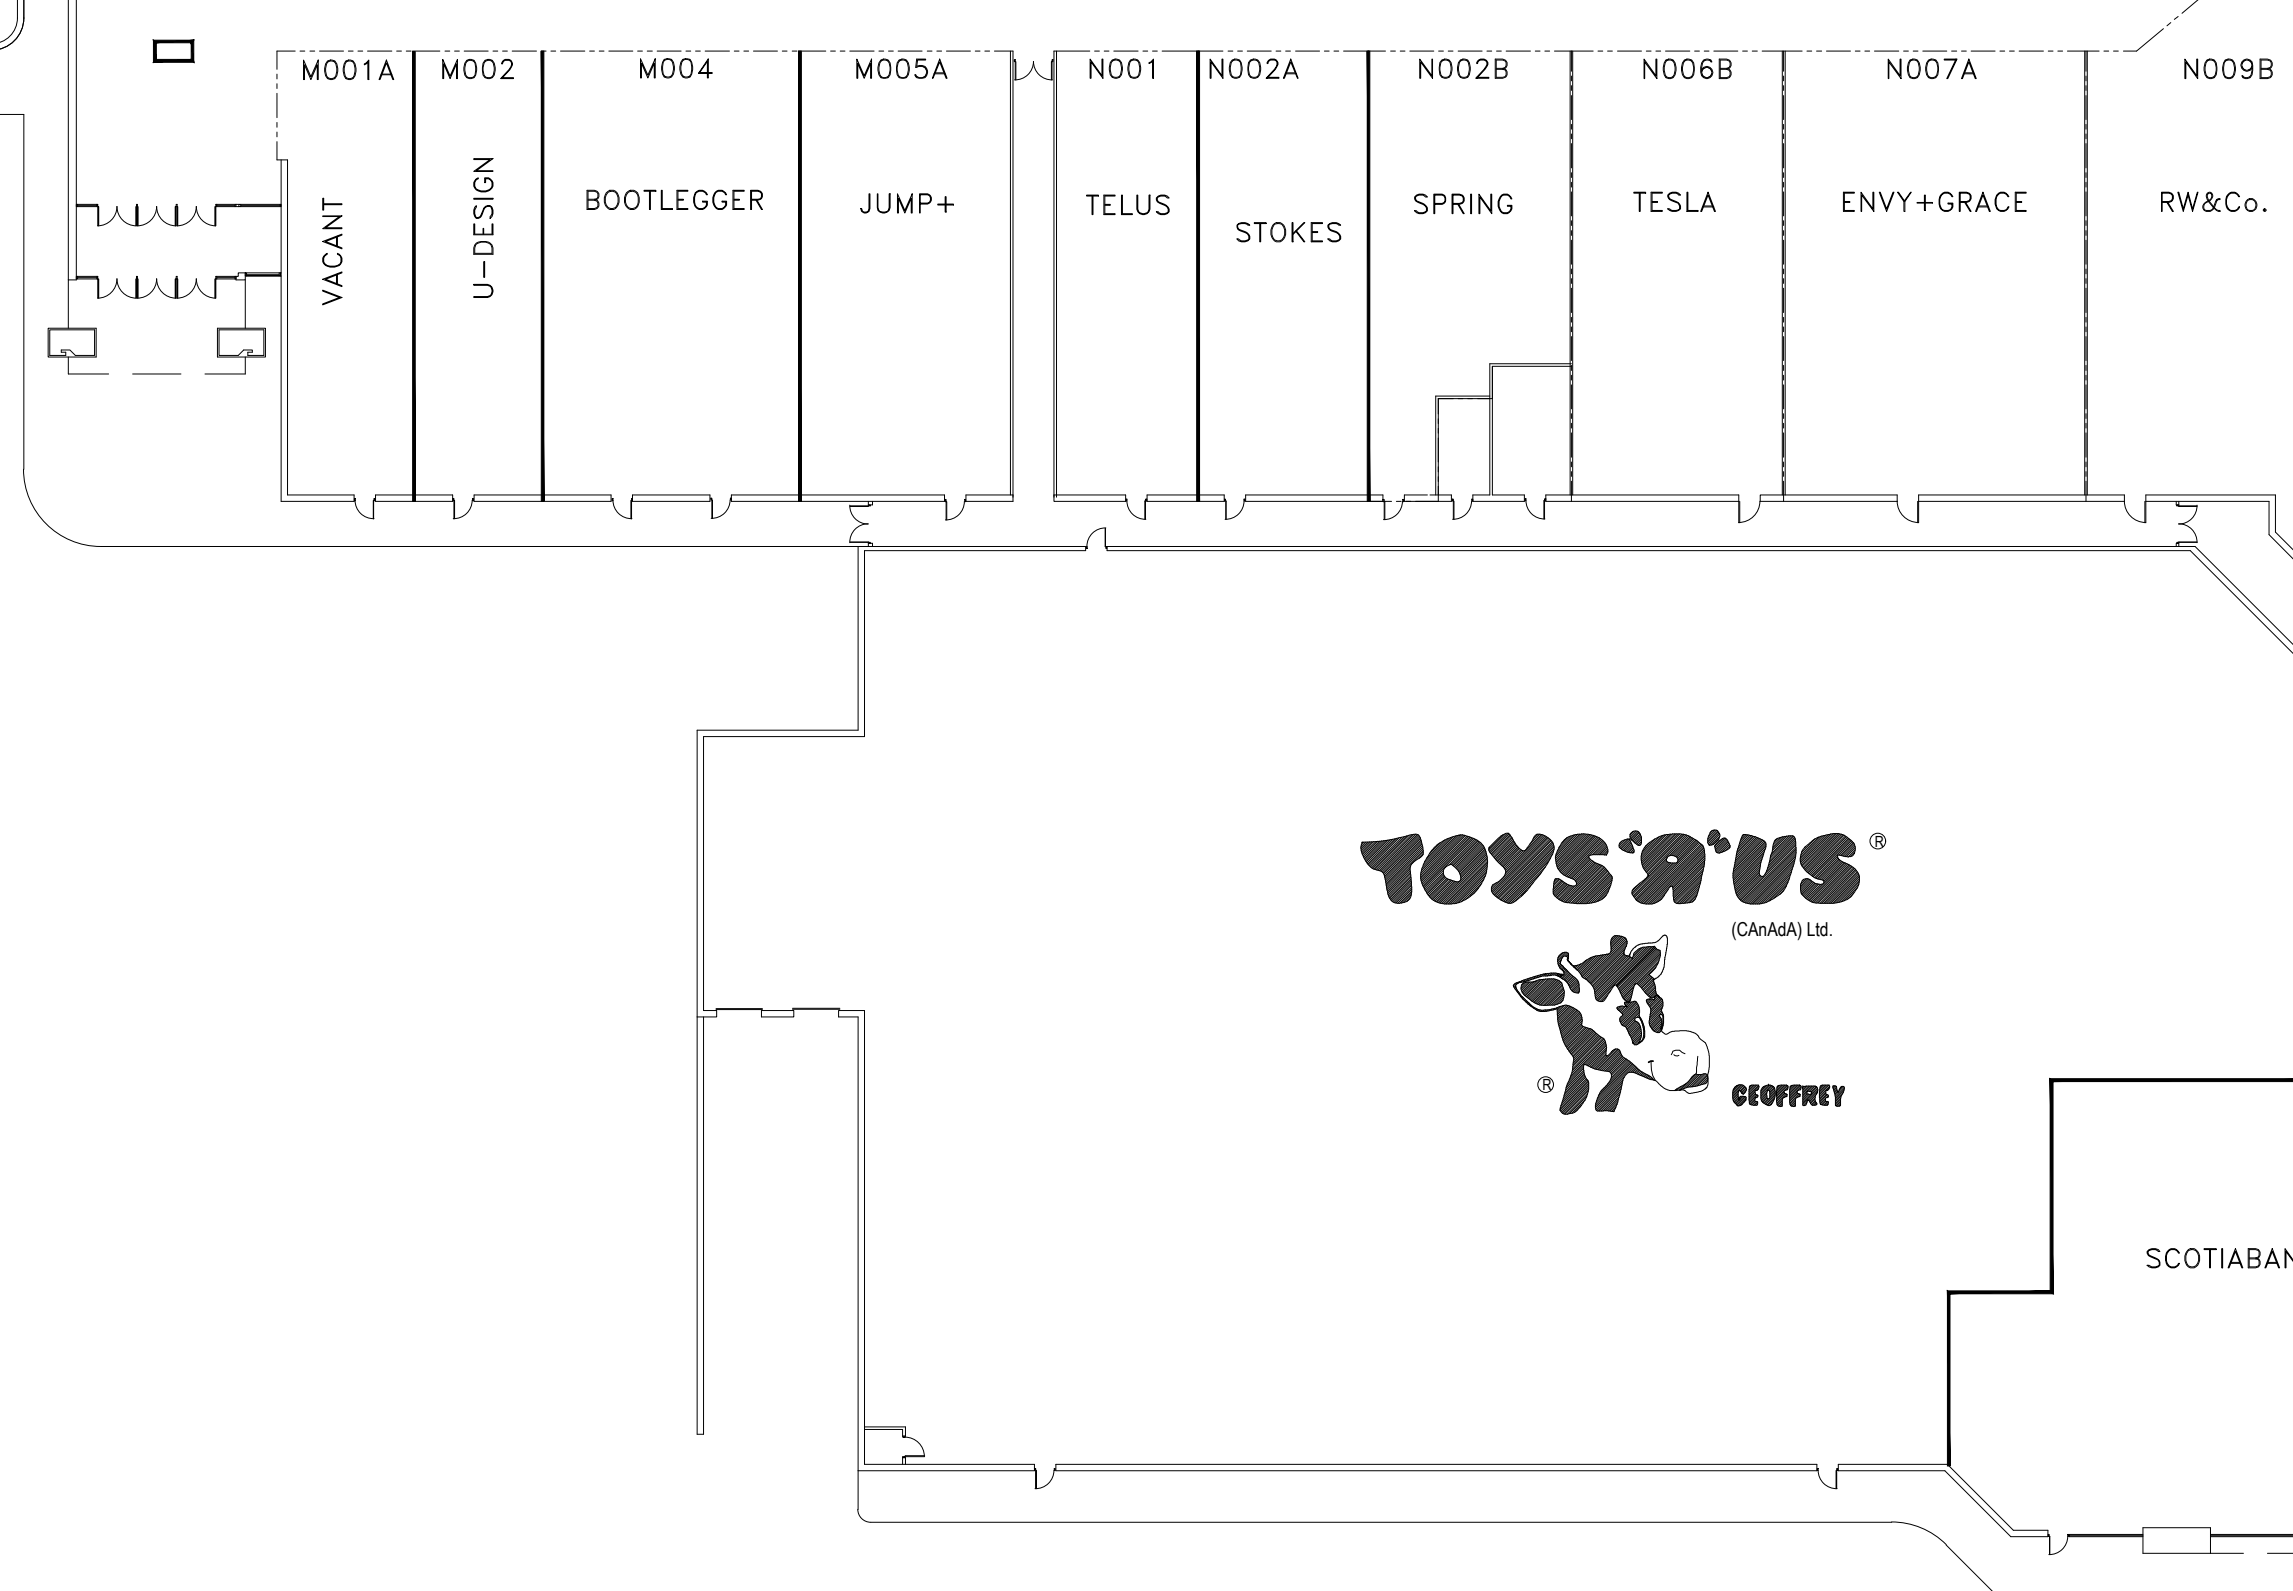 M001A
M002
M004
M005A
N001
N002A
N002B
N006B
N007A
N009B
VACANT
U-DESIGN
BOOTLEGGER
JUMP+
TELUS
STOKES
SPRING
TESLA
ENVY+GRACE
RW&Co.
TOYS "R" US ®
(CAnAdA) Ltd.
® GEOFFREY
SCOTIABAN